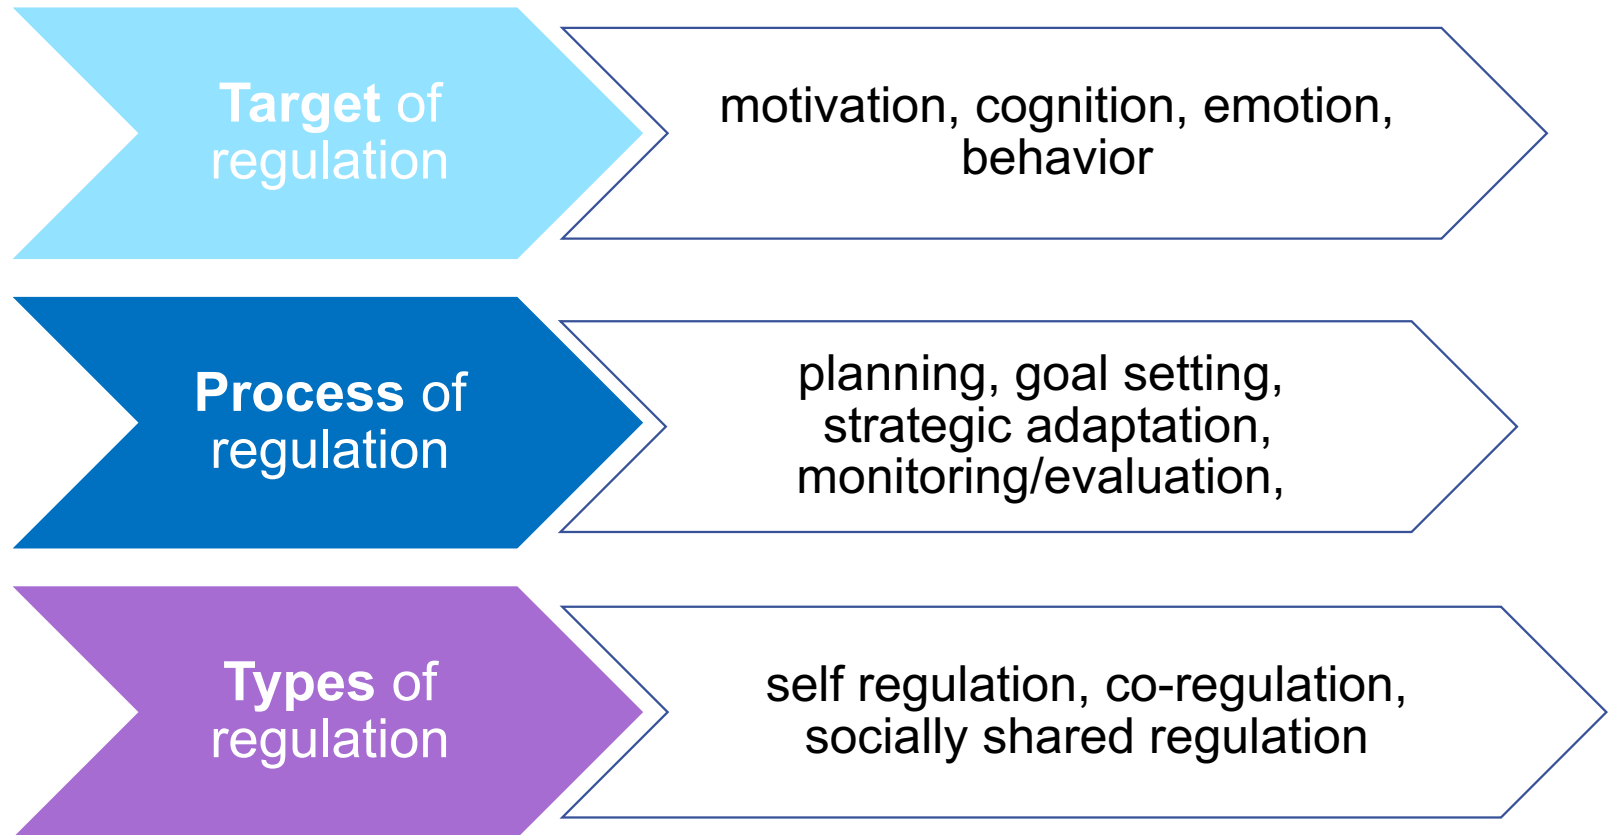 Target of
regulation
motivation, cognition, emotion,
behavior
Process of
regulation
planning, goal setting,
strategic adaptation,
monitoring/evaluation,
Types of
regulation
self regulation, co-regulation,
socially shared regulation